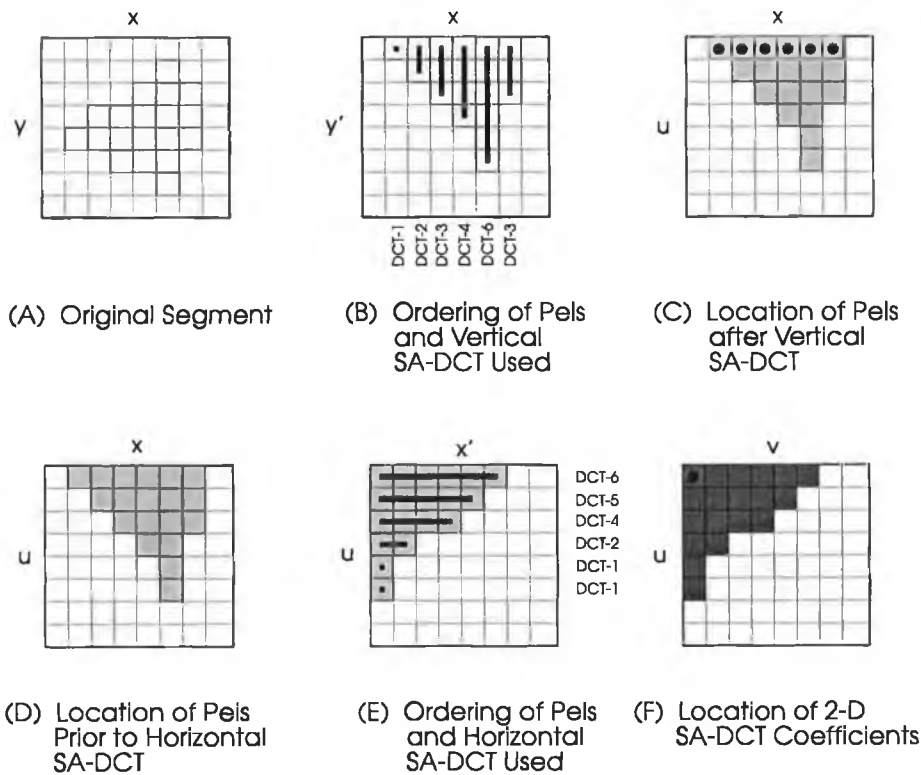 x
x
x
y
y′
u
DCT-1
DCT-2
DCT-3
DCT-4
DCT-6
DCT-3
(A) Original Segment
(B) Ordering of Pels
and Vertical
SA-DCT Used
(C) Location of Pels
after Vertical
SA-DCT
x
x′
v
u
u
u
DCT-6
DCT-5
DCT-4
DCT-2
DCT-1
DCT-1
(D) Location of Pels
Prior to Horizontal
SA-DCT
(E) Ordering of Pels
and Horizontal
SA-DCT Used
(F) Location of 2-D
SA-DCT Coefficients